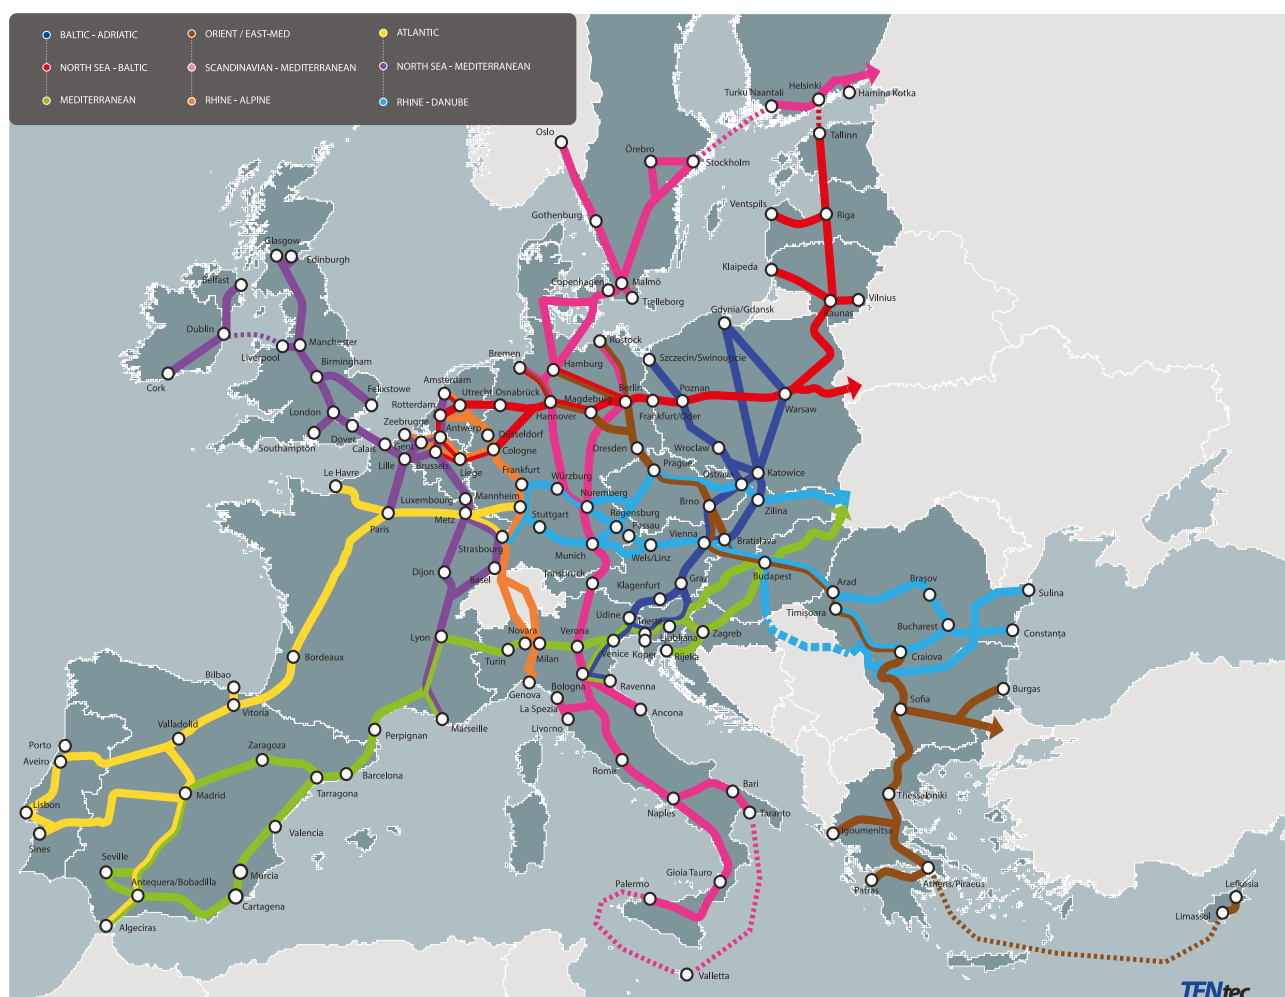 BALTIC - ADRIATIC
ORIENT / EAST-MED
ATLANTIC
NORTH SEA - BALTIC
SCANDINAVIAN - MEDITERRANEAN
NORTH SEA - MEDITERRANEAN
MEDITERRANEAN
RHINE - ALPINE
RHINE - DANUBE
Helsinki
Turku Naantali
Hamina Kotka
Oslo
Tallinn
Örebro
Stockholm
Ventspils
Riga
Gothenburg
Glasgow
Edinburgh
Klaipeda
Belfast
Copenhagen
Malmö
Trelleborg
Vilnius
Kaunas
Gdynia/Gdansk
Dublin
Liverpool
Manchester
Rostock
Bremen
Szczecin/Swinoujscie
Birmingham
Hamburg
Cork
Felixstowe
Amsterdam
Utrecht
Osnabrück
Magdeburg
Berlin
Poznan
London
Rotterdam
Hannover
Frankfurt/Oder
Warsaw
Zeebrugge
Antwerp
Düsseldorf
Southampton
Dover
Calais
Gent
Cologne
Dresden
Wroclaw
Lille
Brussels
Liège
Prague
Le Havre
Frankfurt
Würzburg
Ostrava
Katowice
Luxembourg
Mannheim
Nuremberg
Brno
Zilina
Paris
Metz
Stuttgart
Regensburg
Passau
Strasbourg
Vienna
Bratislava
Munich
Wels/Linz
Dijon
Basel
Innsbruck
Klagenfurt
Graz
Budapest
Arad
Braşov
Sulina
Timişoara
Udine
Trieste
Ljubljana
Zagreb
Bucharest
Constanţa
Lyon
Novara
Verona
Turin
Milan
Venice
Koper
Rijeka
Craiova
Bordeaux
Bilbao
Genova
Bologna
Ravenna
Burgas
Vitoria
La Spezia
Ancona
Sofia
Valladolid
Marseille
Livorno
Porto
Zaragoza
Perpignan
Aveiro
Barcelona
Roma
Madrid
Tarragona
Bari
Lisbon
Naples
Taranto
Thessaloniki
Valencia
Igoumenitsa
Sines
Seville
Murcia
Gioia Tauro
Antequera/Bobadilla
Palermo
Patras
Athens/Piraeus
Lefkosia
Cartagena
Limassol
Algeciras
Valletta
TENtec